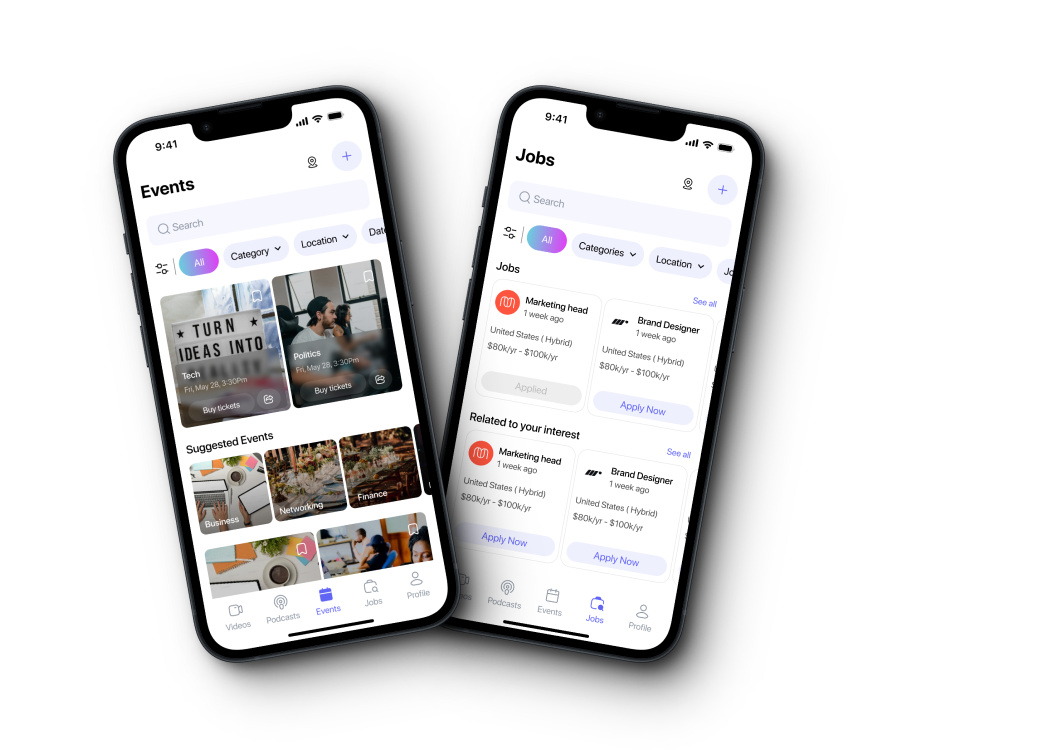 9:41
Events
Search
All
Category
Location
TURN
IDEAS INTO
Tech
Fri, May 28, 3:30Pm
Buy tickets
Politics
Fri, May 28, 3:30Pm
Buy tickets
Suggested Events
Business
Networking
Finance
Videos
Podcasts
Events
Jobs
Profile
9:41
Jobs
Search
All
Categories
Location
Jobs
See all
Marketing head
1 week ago
United States ( Hybrid)
$80k/yr - $100k/yr
Applied
Brand Designer
1 week ago
United States ( Hybrid)
$80k/yr - $100k/yr
Apply Now
Related to your interest
See all
Marketing head
1 week ago
United States ( Hybrid)
$80k/yr - $100k/yr
Apply Now
Brand Designer
1 week ago
United States ( Hybrid)
$80k/yr - $100k/yr
Apply Now
Podcasts
Events
Jobs
Profile